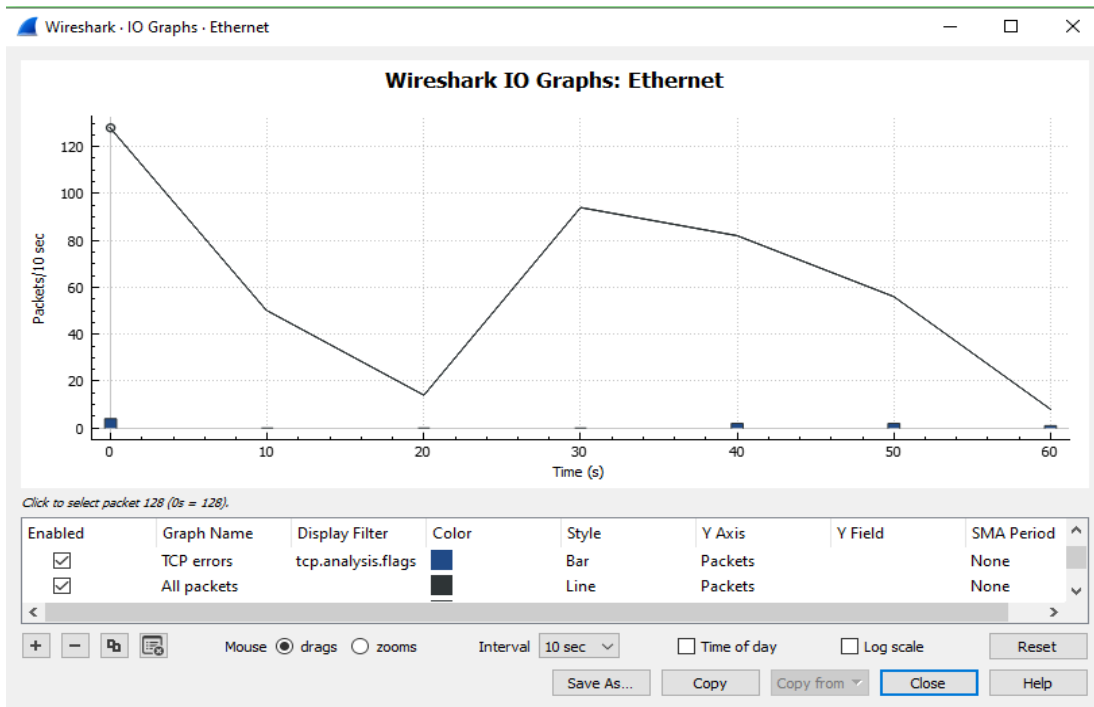 Wireshark · IO Graphs · Ethernet
Wireshark IO Graphs: Ethernet
Packets/10 sec
120
100
80
60
40
20
0
0 10 20 30 40 50 60
Time (s)
Click to select packet 128 (0s = 128).
Enabled Graph Name Display Filter Color Style Y Axis Y Field SMA Period
TCP errors tcp.analysis.flags Bar Packets None
All packets Line Packets None
Mouse drags zooms Interval 10 sec Time of day Log scale Reset
Save As... Copy Copy from Close Help